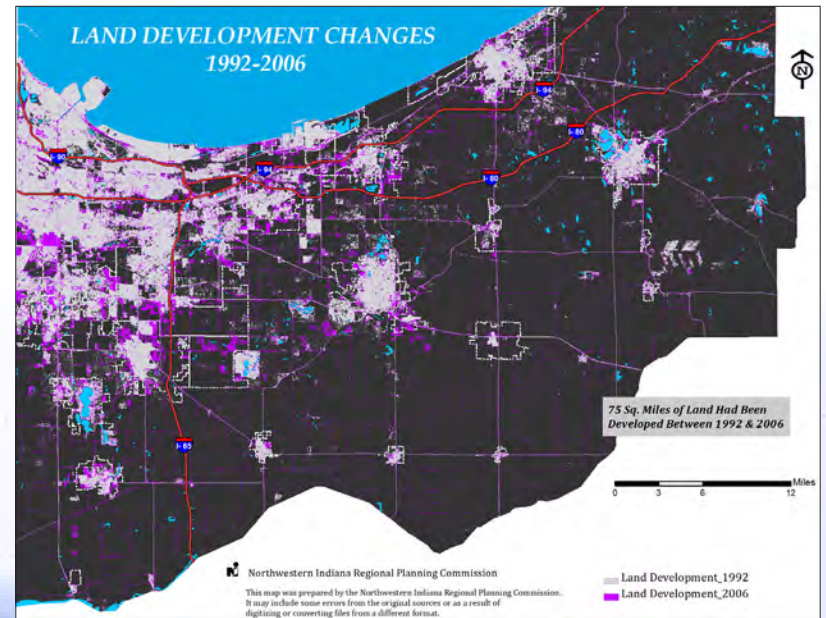 LAND DEVELOPMENT CHANGES
1992-2006
N
I- 94
I- 90
I- 80
I- 94
I- 80
75 Sq. Miles of Land Had Been
Developed Between 1992 & 2006
I- 65
Miles
0 3 6 12
Northwestern Indiana Regional Planning Commission
This map was prepared by the Northwestern Indiana Regional Planning Commission.
It may include some errors from the original sources or as a result of
digitizing or converting files from a different format.
Land Development_1992
Land Development_2006